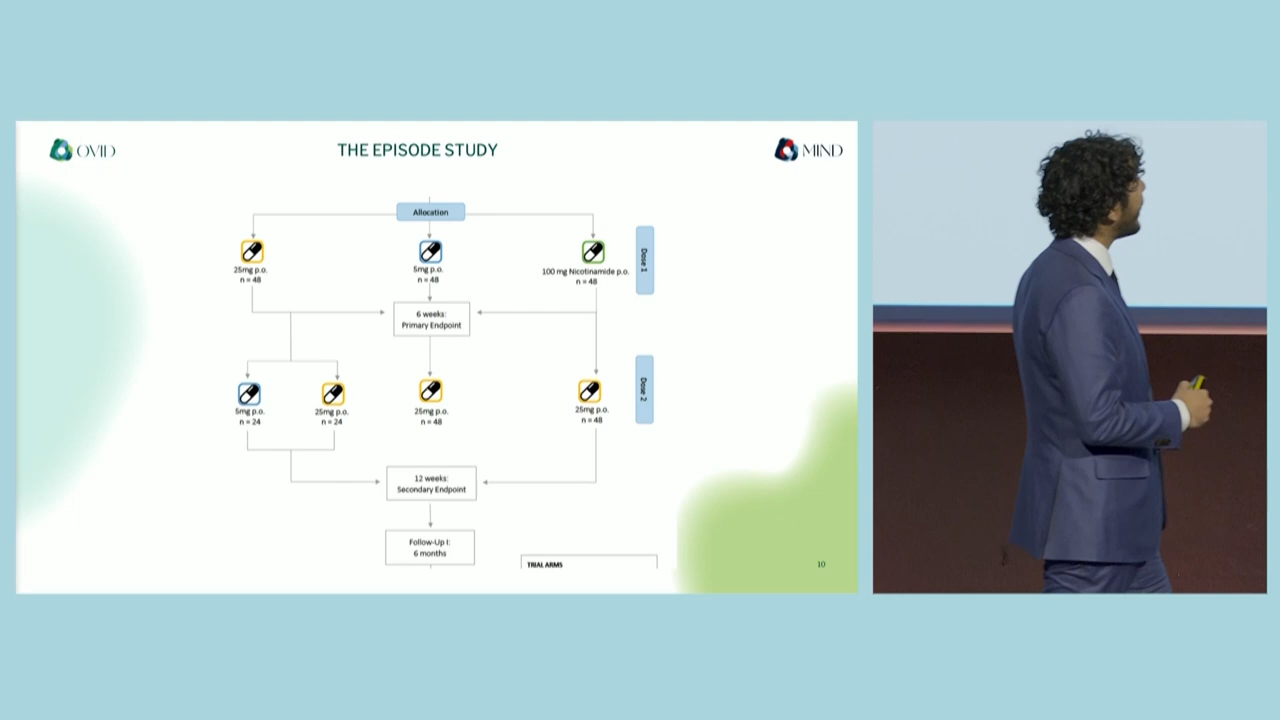 OVID
THE EPISODE STUDY
MIND
Allocation
25mg p.o.
n = 48
5mg p.o.
n = 48
100 mg Nicotinamide p.o.
n = 48
Dose 1
6 weeks:
Primary Endpoint
5mg p.o.
n = 24
25mg p.o.
n = 24
25mg p.o.
n = 48
25mg p.o.
n = 48
Dose 2
12 weeks:
Secondary Endpoint
Follow-Up I:
6 months
TRIAL ARMS
10